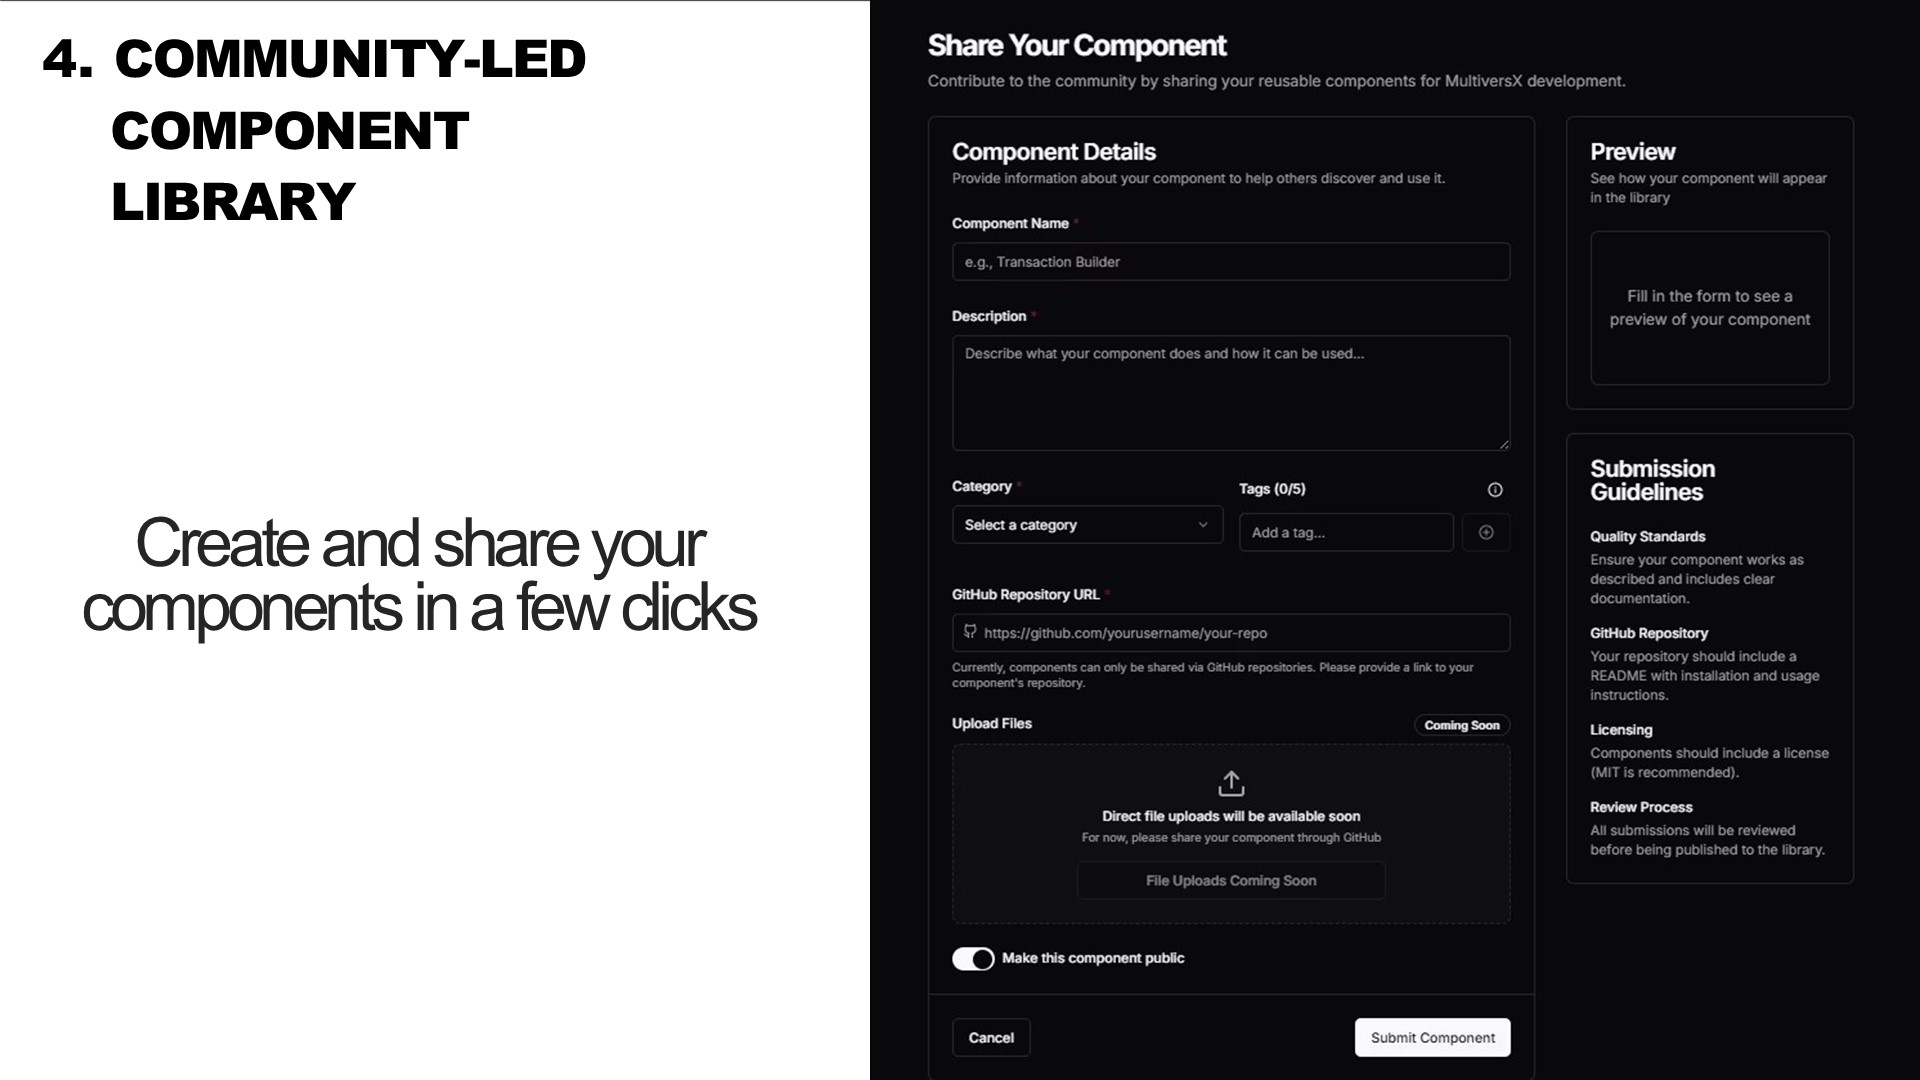 4. COMMUNITY-LED
COMPONENT
LIBRARY
Create and share your
components in a few clicks
Share Your Component
Contribute to the community by sharing your reusable components for MultiversX development.
Component Details
Provide information about your component to help others discover and use it.
Component Name *
e.g., Transaction Builder
Description *
Describe what your component does and how it can be used...
Category *
Select a category
Tags (0/5)
Add a tag...
GitHub Repository URL *
https://github.com/yourusername/your-repo
Currently, components can only be shared via GitHub repositories. Please provide a link to your
component's repository.
Upload Files
Coming Soon
Direct file uploads will be available soon
For now, please share your component through GitHub
File Uploads Coming Soon
Make this component public
Cancel
Submit Component
Preview
See how your component will appear
in the library
Fill in the form to see a
preview of your component
Submission
Guidelines
Quality Standards
Ensure your component works as
described and includes clear
documentation.
GitHub Repository
Your repository should include a
README with installation and usage
instructions.
Licensing
Components should include a license
(MIT is recommended).
Review Process
All submissions will be reviewed
before being published to the library.